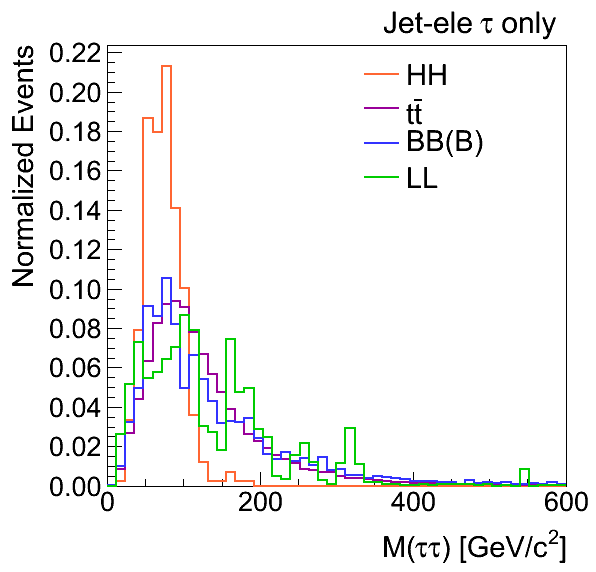 Jet-ele τ only
Normalized Events
0.22
0.20
0.18
0.16
0.14
0.12
0.10
0.08
0.06
0.04
0.02
0.00
HH
tt̄
BB(B)
LL
0 200 400 600
M(ττ) [GeV/c²]